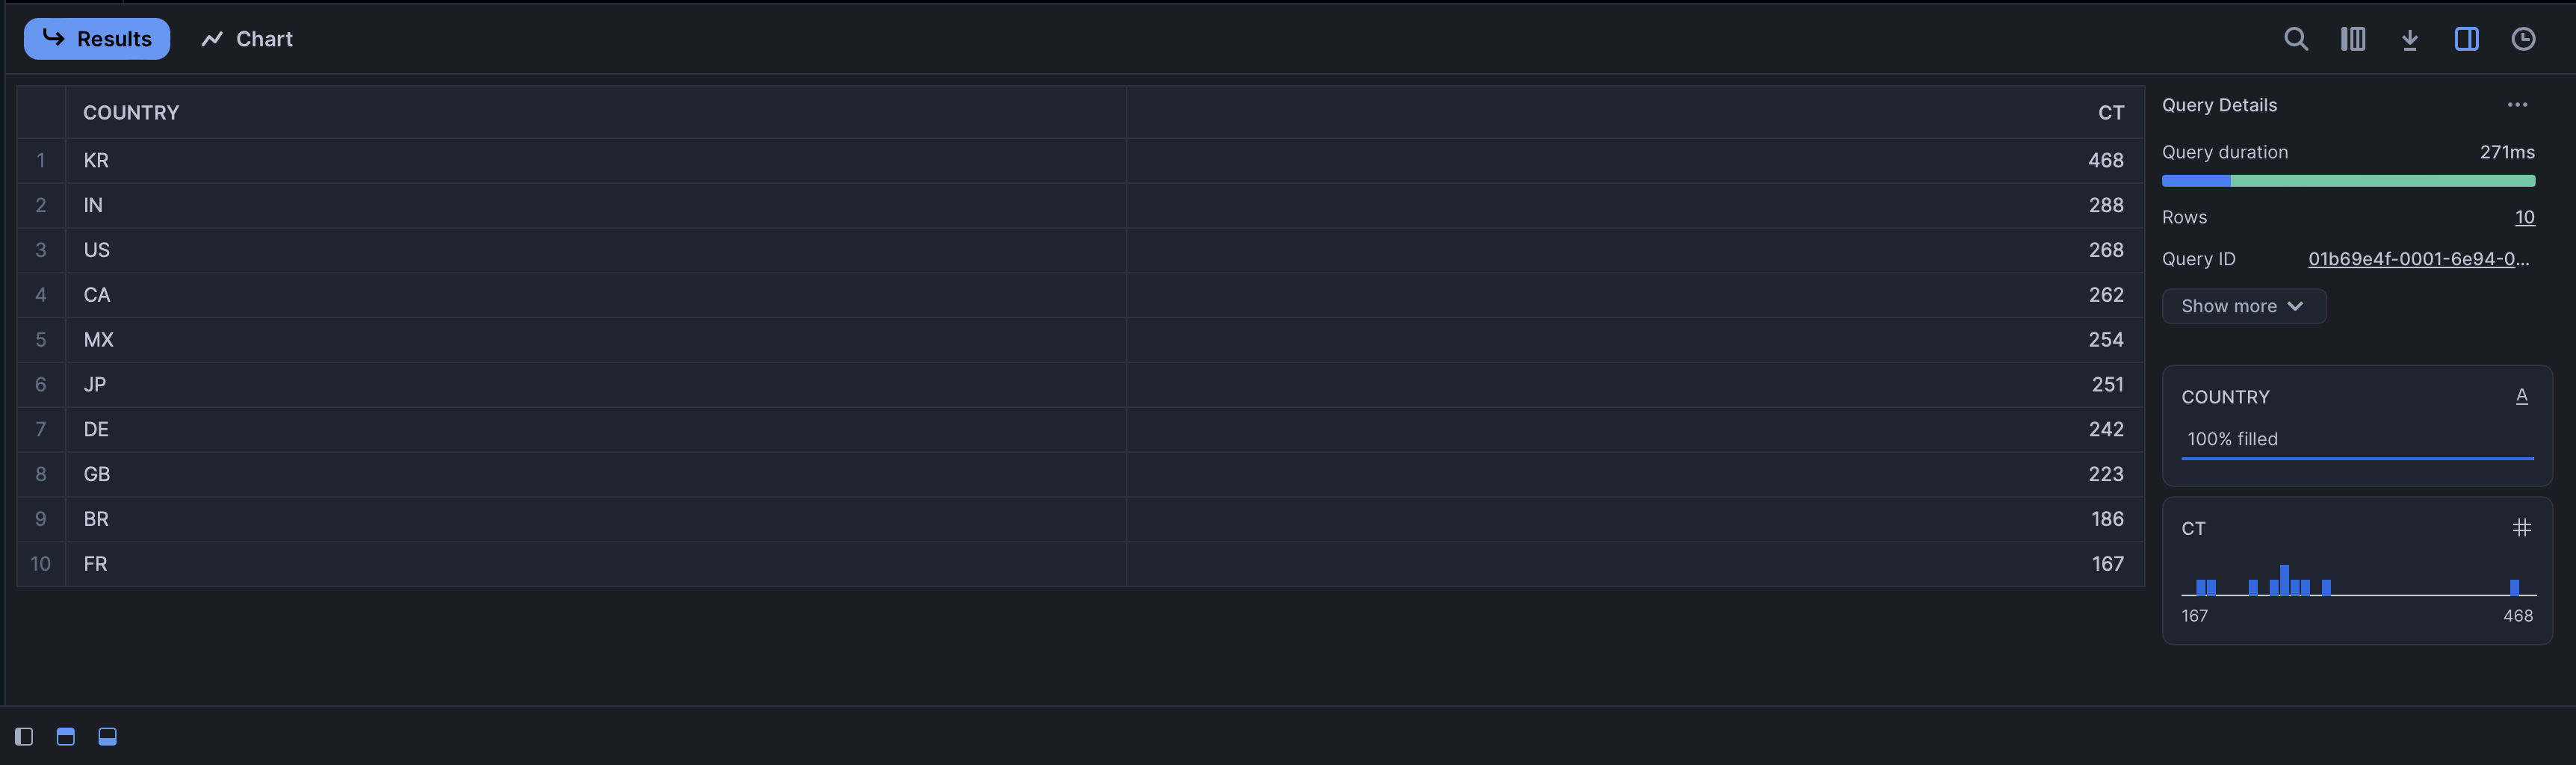 Results Chart
COUNTRY CT
1 KR 468
2 IN 288
3 US 268
4 CA 262
5 MX 254
6 JP 251
7 DE 242
8 GB 223
9 BR 186
10 FR 167
Query Details ...
Query duration 271ms
Rows 10
Query ID 01b69e4f-0001-6e94-0...
Show more
COUNTRY A
100% filled
CT #
167 468